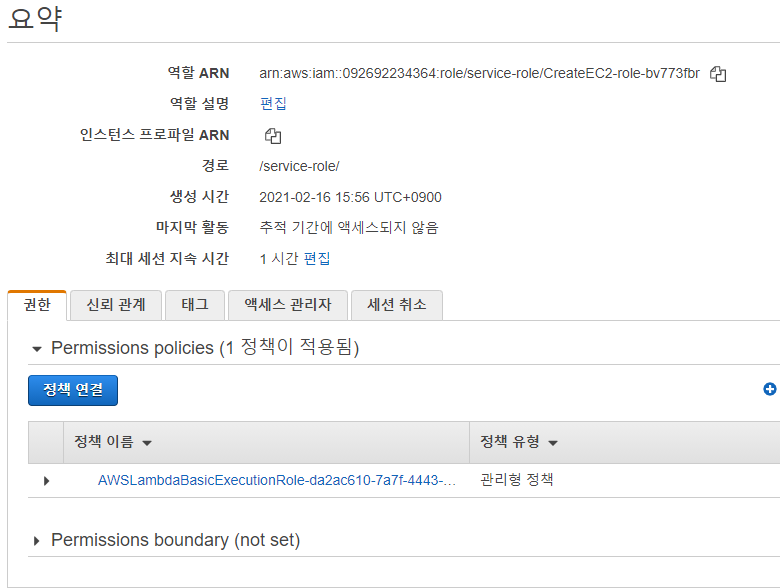 요약
역할 ARN arn:aws:iam::092692234364:role/service-role/CreateEC2-role-bv773fbr
역할 설명 편집
인스턴스 프로파일 ARN
경로 /service-role/
생성 시간 2021-02-16 15:56 UTC+0900
마지막 활동 추적 기간에 액세스되지 않음
최대 세션 지속 시간 1 시간 편집
권한 신뢰 관계 태그 액세스 관리자 세션 취소
Permissions policies (1 정책이 적용됨)
정책 연결
정책 이름 정책 유형
AWSLambdaBasicExecutionRole-da2ac610-7a7f-4443-... 관리형 정책
Permissions boundary (not set)